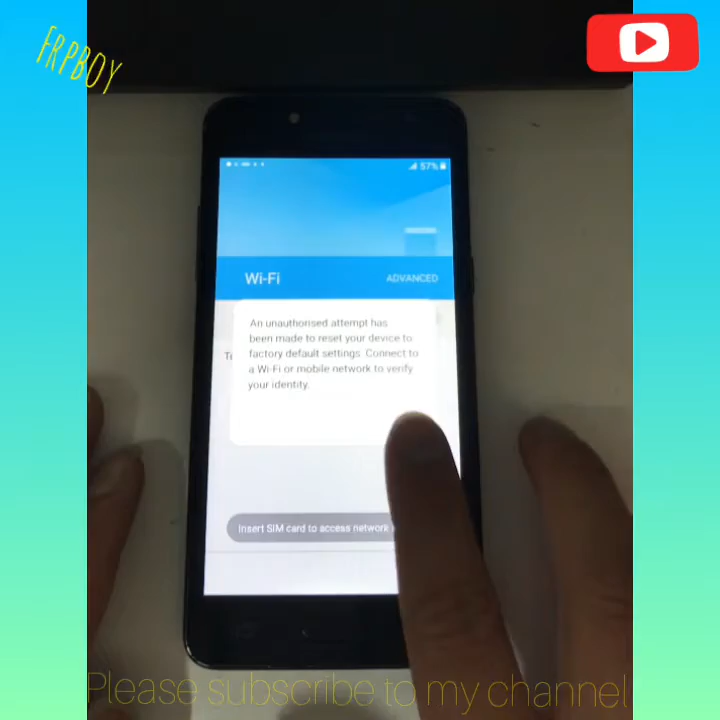 FRPBOY
57%
Wi-Fi
ADVANCED
An unauthorised attempt has
been made to reset your device to
factory default settings. Connect to
a Wi-Fi or mobile network to verify
your identity.
Insert SIM card to access network
Please subscribe to my channel